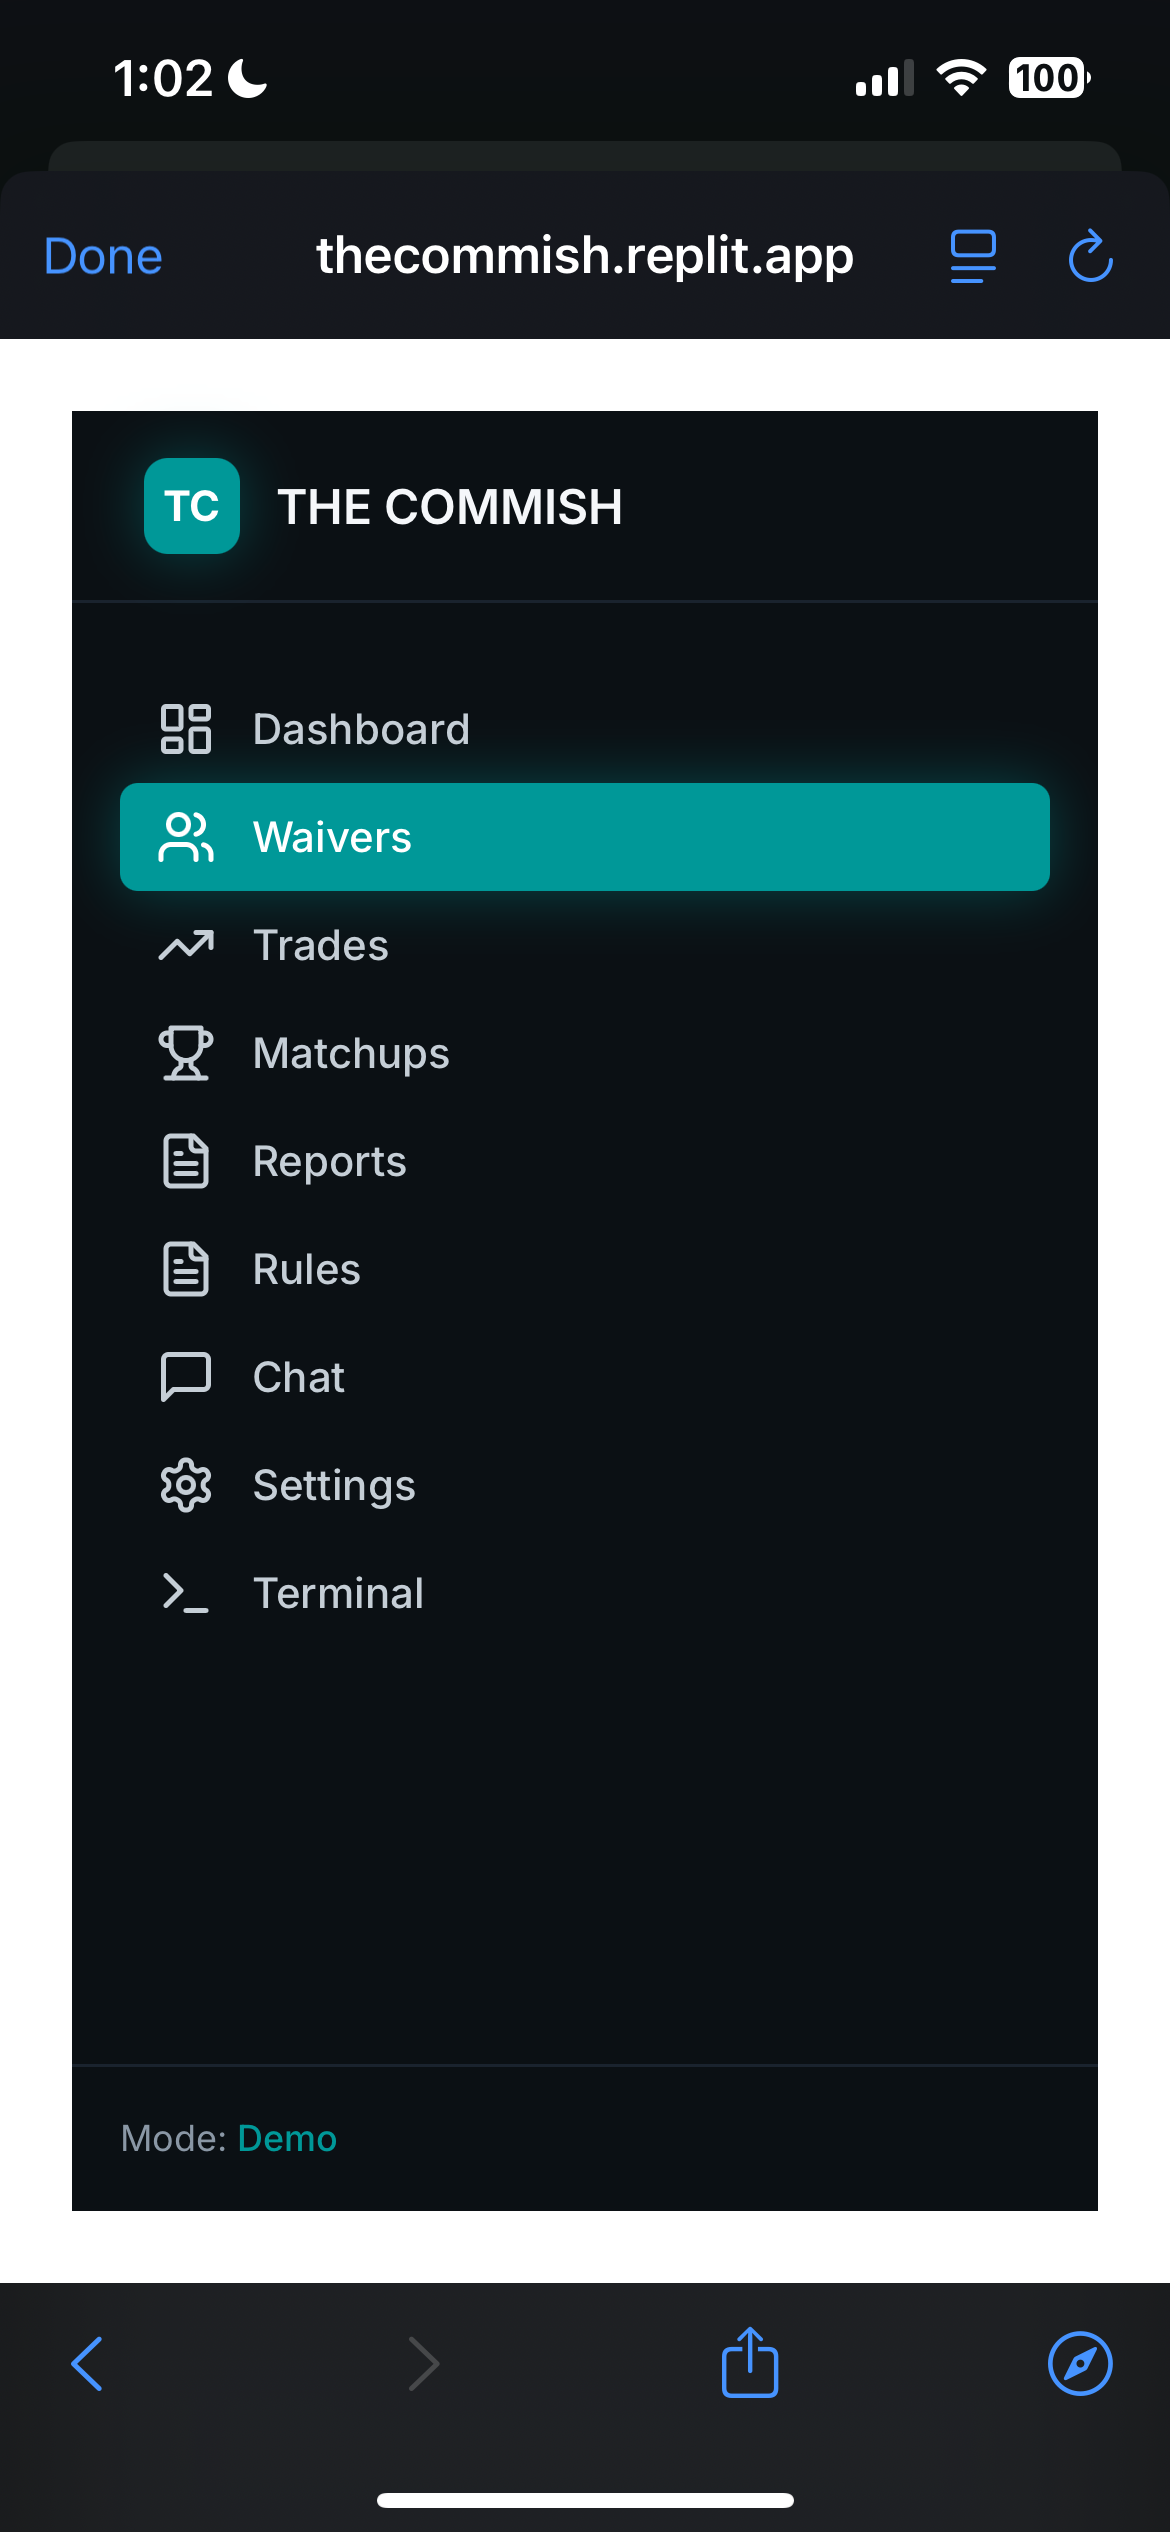 1:02
100
Done
thecommish.replit.app
TC
THE COMMISH
Dashboard
Waivers
Trades
Matchups
Reports
Rules
Chat
Settings
Terminal
Mode: Demo